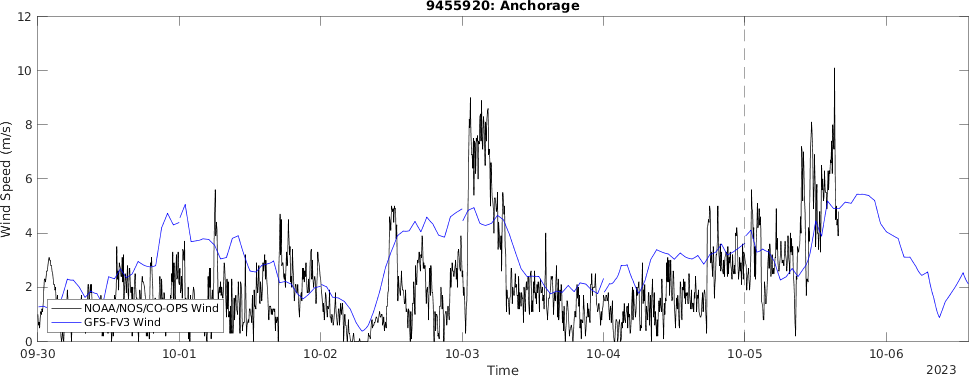 9455920: Anchorage
12
10
8
6
4
2
0
Wind Speed (m/s)
NOAA/NOS/CO-OPS Wind
GFS-FV3 Wind
09-30 10-01 10-02 10-03 10-04 10-05 10-06
Time
2023